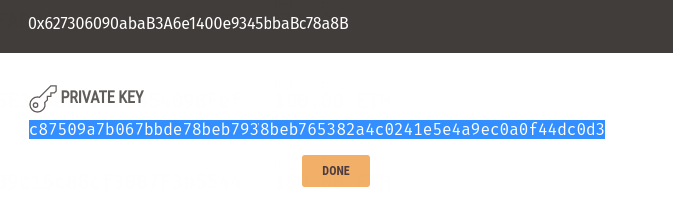 0x627306090abaB3A6e1400e9345bbaBc78a8B
PRIVATE KEY
c87509a7b067bbde78beb7938beb765382a4c0241e5e4a9ec0a0f44dc0d3
DONE